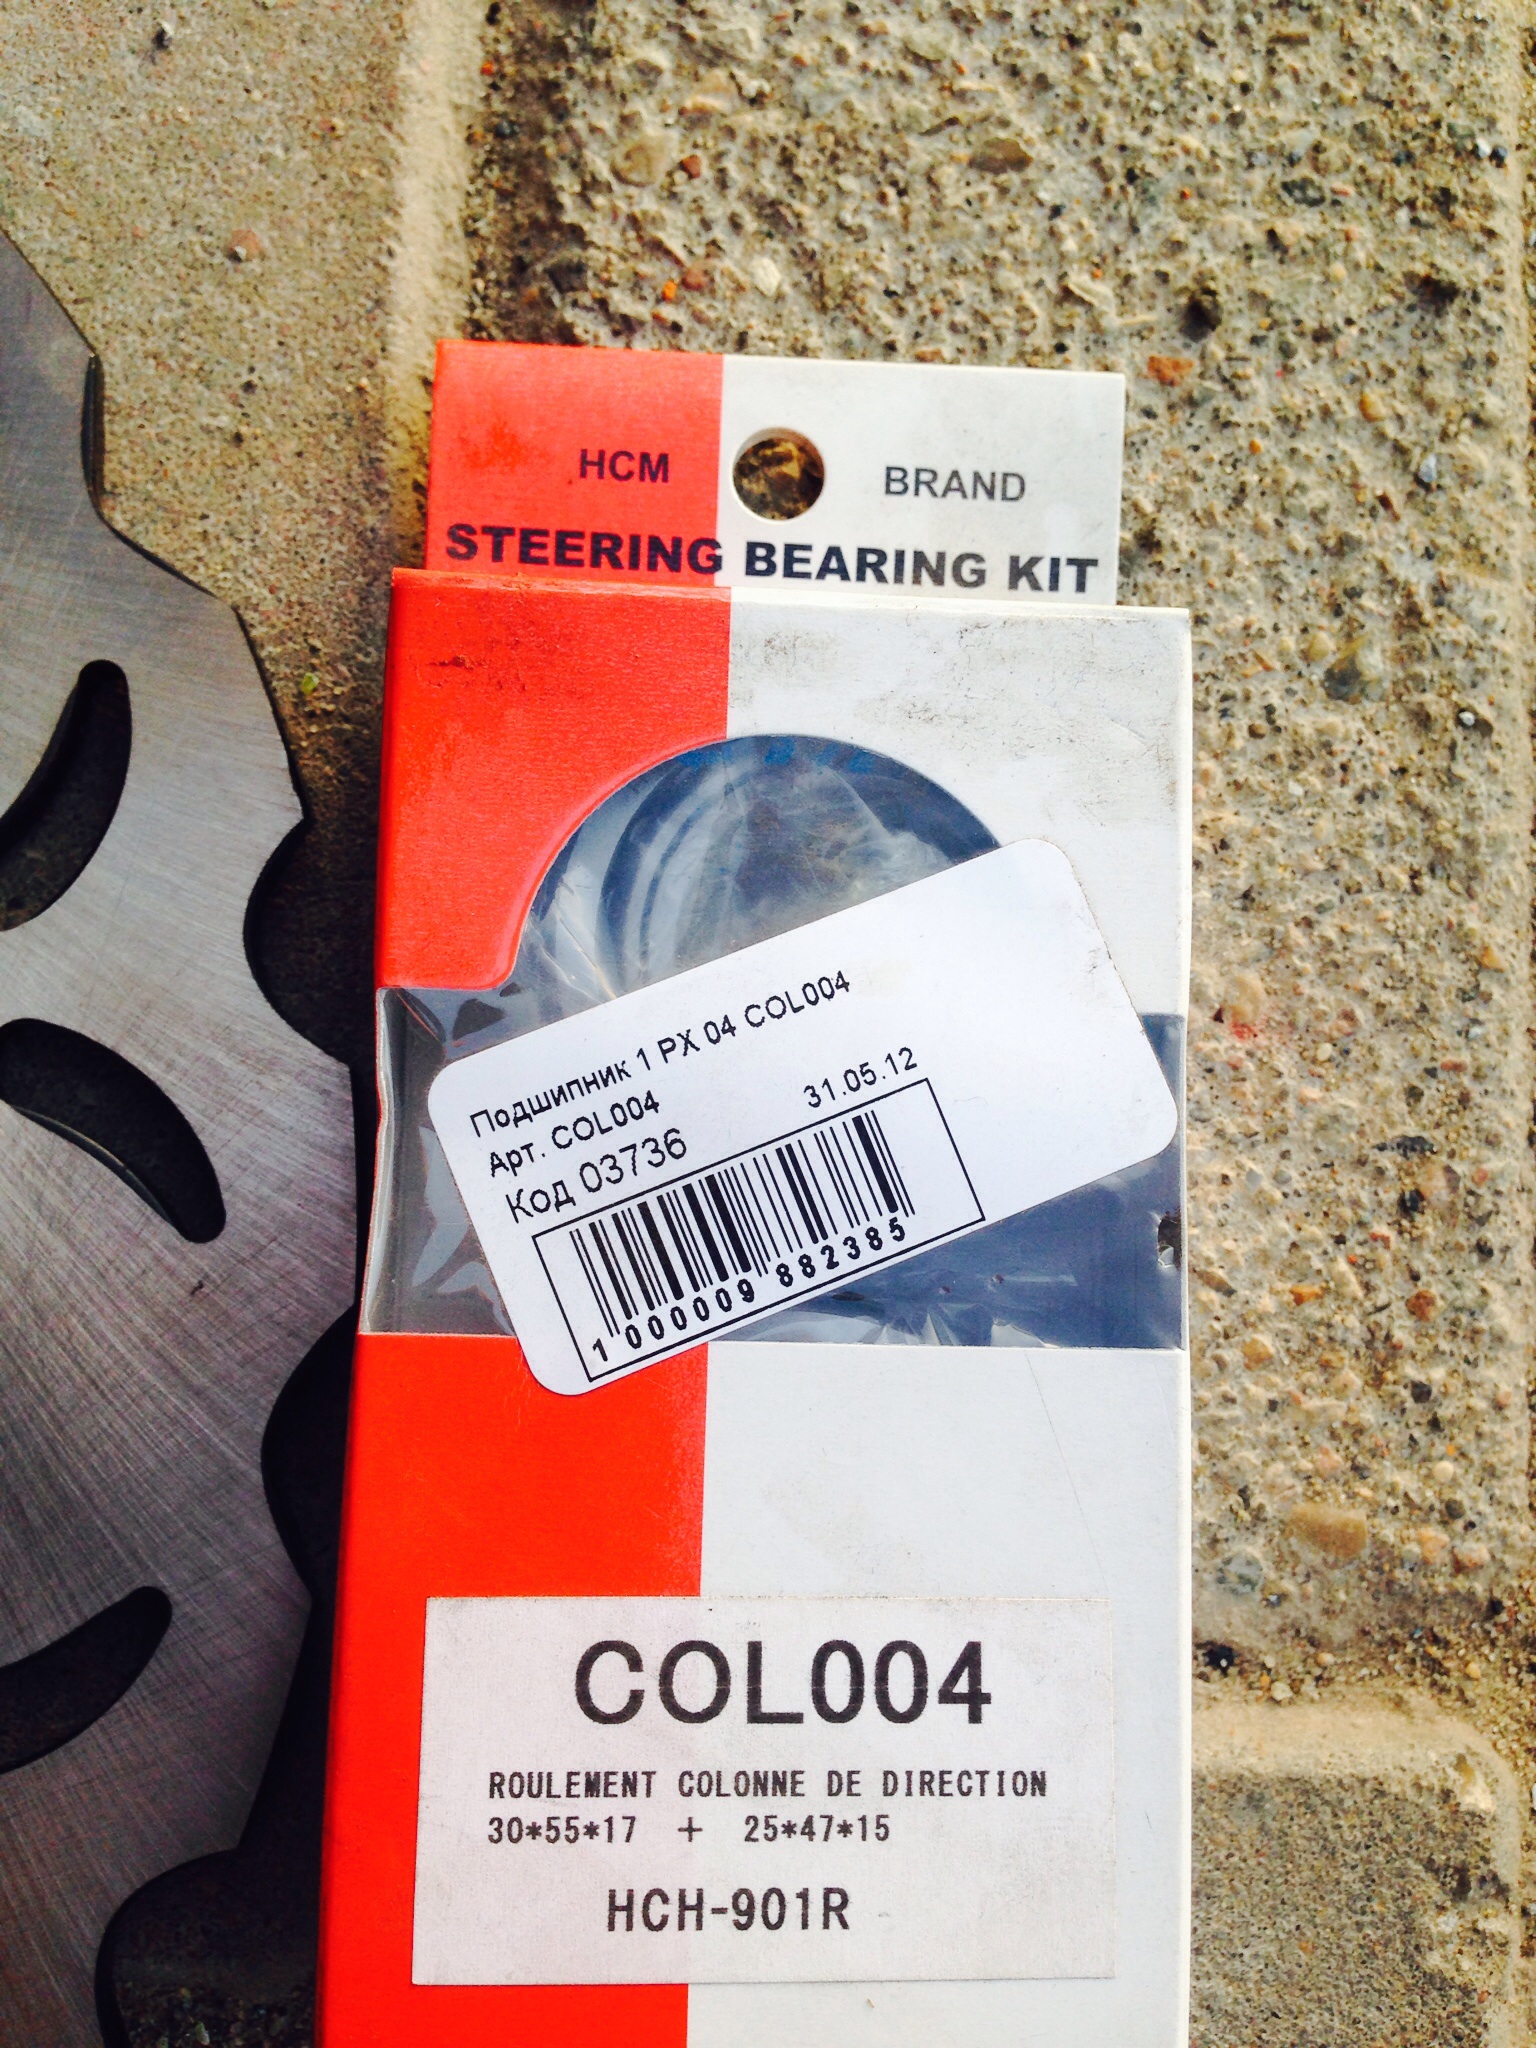 HCM BRAND
STEERING BEARING KIT
Подшипник 1 РХ 04 COL004
Арт. COL004
31.05.12
Код 03736
1 000009 882385
COL004
ROULEMENT COLONNE DE DIRECTION
30*55*17 + 25*47*15
HCH-901R